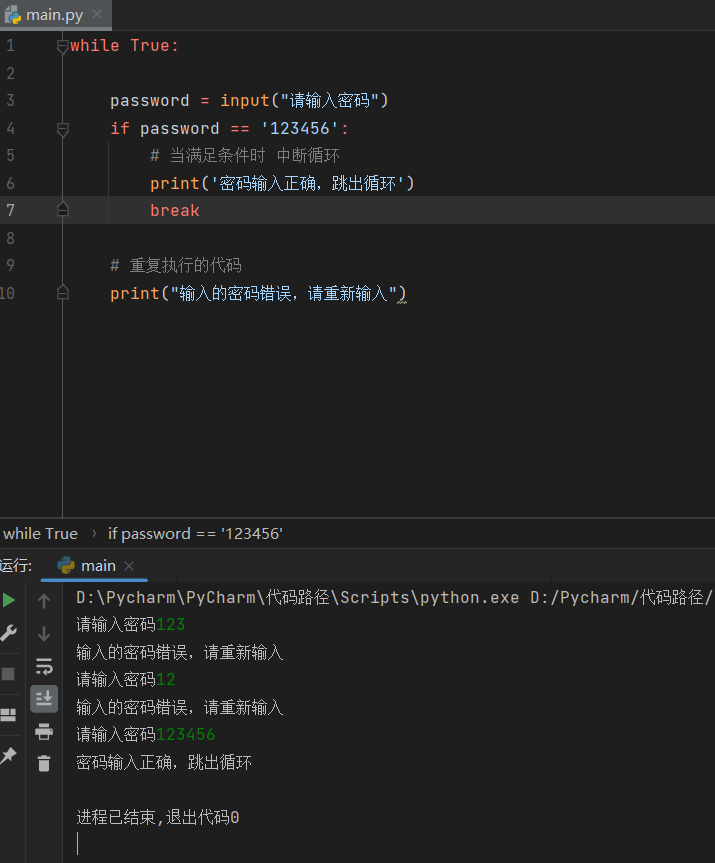 main.py
1 while True:
2
3 password = input("请输入密码")
4 if password == '123456':
5 # 当满足条件时 中断循环
6 print('密码输入正确，跳出循环')
7 break
8
9 # 重复执行的代码
10 print("输入的密码错误，请重新输入")
while True › if password == '123456'
运行: main
D:\Pycharm\PyCharm\代码路径\Scripts\python.exe D:/Pycharm/代码路径/
请输入密码123
输入的密码错误，请重新输入
请输入密码12
输入的密码错误，请重新输入
请输入密码123456
密码输入正确，跳出循环
进程已结束,退出代码0